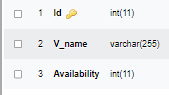 1 Id int(11)
2 V_name varchar(255)
3 Availability int(11)